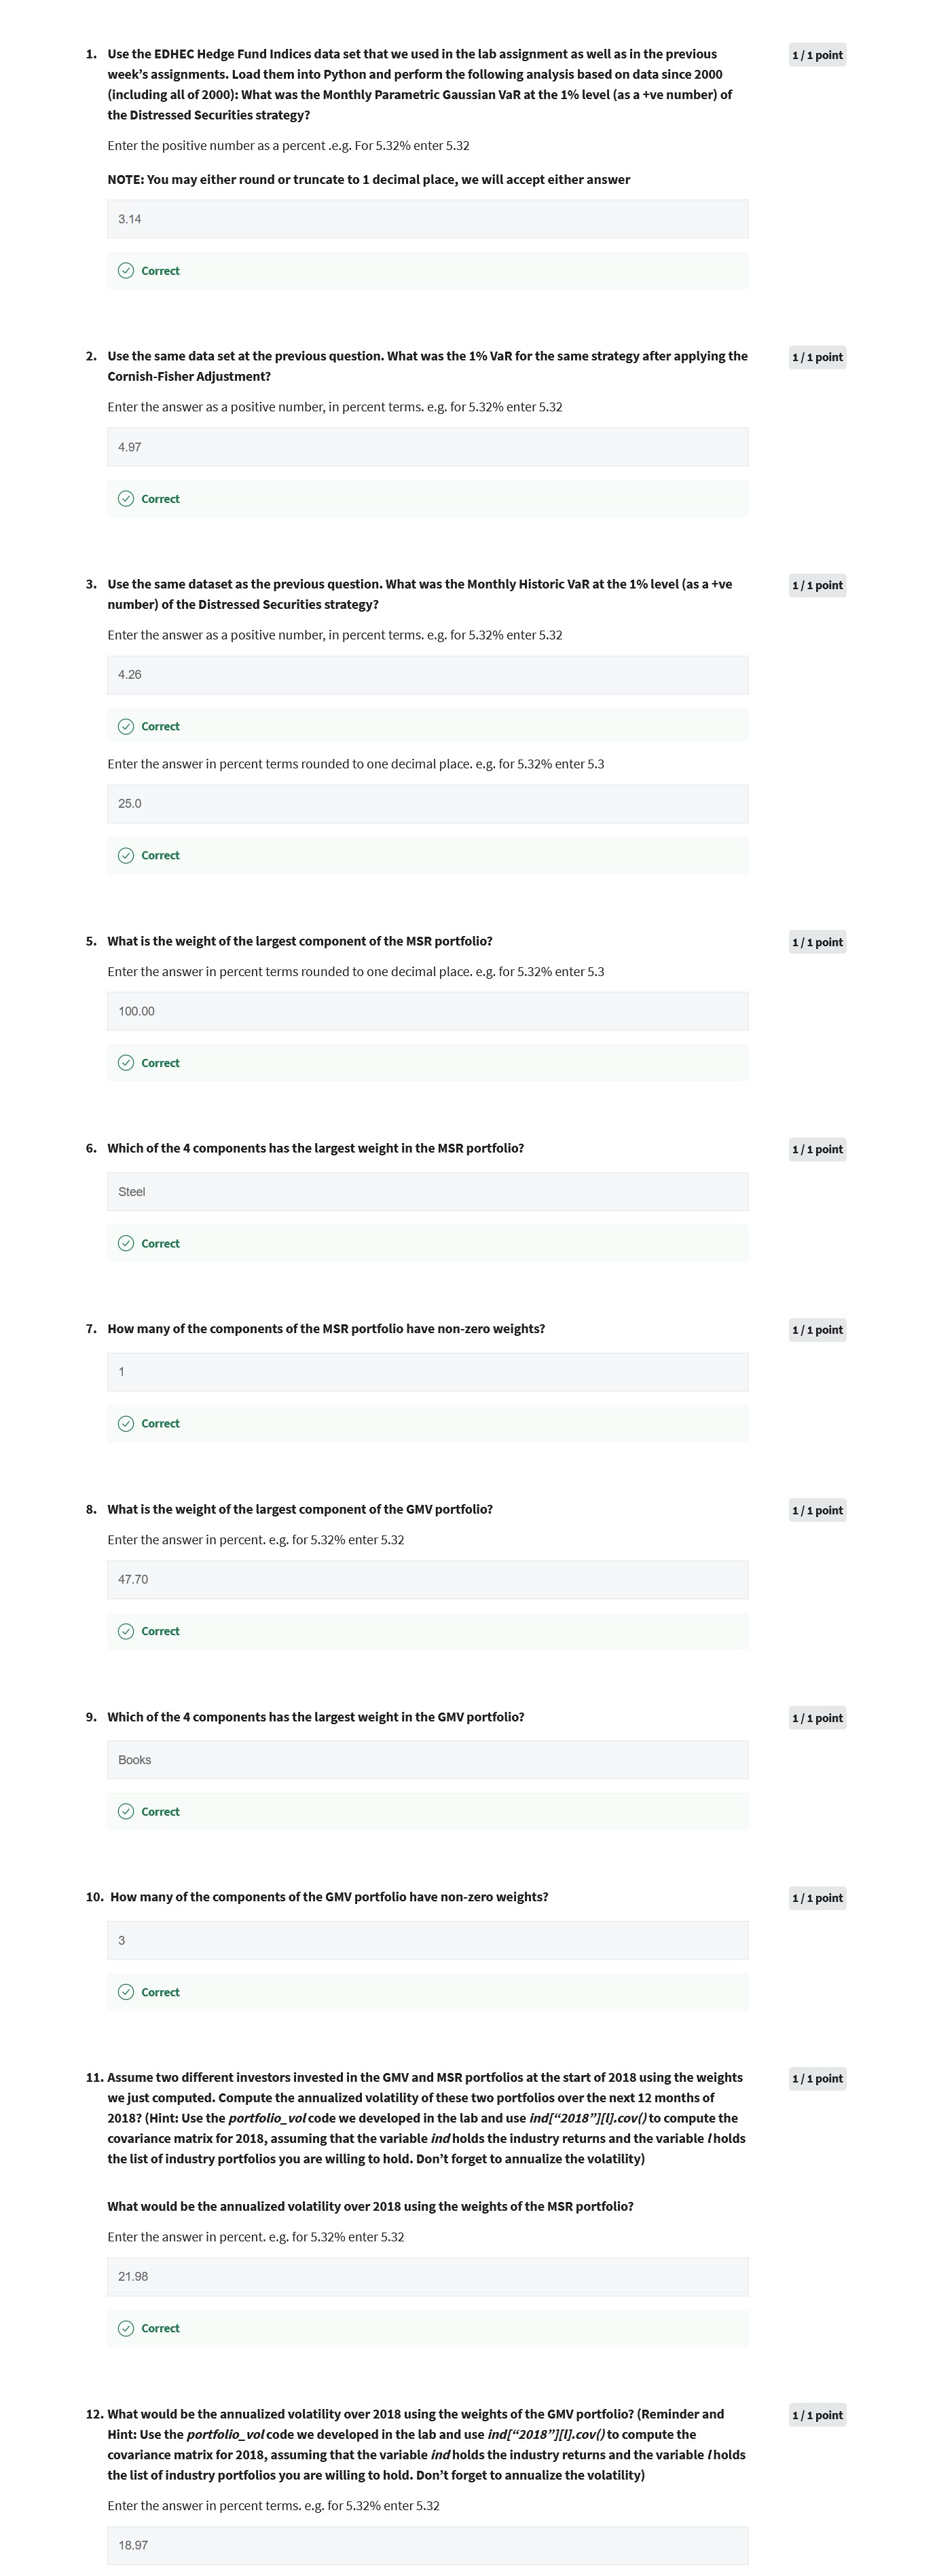 1. Use the EDHEC Hedge Fund Indices data set that we used in the lab assignment as well as in the previous
week’s assignments. Load them into Python and perform the following analysis based on data since 2000
(including all of 2000): What was the Monthly Parametric Gaussian VaR at the 1% level (as a +ve number) of
the Distressed Securities strategy?
1 / 1 point
Enter the positive number as a percent .e.g. For 5.32% enter 5.32
NOTE: You may either round or truncate to 1 decimal place, we will accept either answer
3.14
Correct
2. Use the same data set at the previous question. What was the 1% VaR for the same strategy after applying the
Cornish-Fisher Adjustment?
1 / 1 point
Enter the answer as a positive number, in percent terms. e.g. for 5.32% enter 5.32
4.97
Correct
3. Use the same dataset as the previous question. What was the Monthly Historic VaR at the 1% level (as a +ve
number) of the Distressed Securities strategy?
1 / 1 point
Enter the answer as a positive number, in percent terms. e.g. for 5.32% enter 5.32
4.26
Correct
Enter the answer in percent terms rounded to one decimal place. e.g. for 5.32% enter 5.3
25.0
Correct
5. What is the weight of the largest component of the MSR portfolio?
1 / 1 point
Enter the answer in percent terms rounded to one decimal place. e.g. for 5.32% enter 5.3
100.00
Correct
6. Which of the 4 components has the largest weight in the MSR portfolio?
1 / 1 point
Steel
Correct
7. How many of the components of the MSR portfolio have non-zero weights?
1 / 1 point
1
Correct
8. What is the weight of the largest component of the GMV portfolio?
1 / 1 point
Enter the answer in percent. e.g. for 5.32% enter 5.32
47.70
Correct
9. Which of the 4 components has the largest weight in the GMV portfolio?
1 / 1 point
Books
Correct
10. How many of the components of the GMV portfolio have non-zero weights?
1 / 1 point
3
Correct
11. Assume two different investors invested in the GMV and MSR portfolios at the start of 2018 using the weights
we just computed. Compute the annualized volatility of these two portfolios over the next 12 months of
2018? (Hint: Use the portfolio_vol code we developed in the lab and use ind[“2018”][l].cov() to compute the
covariance matrix for 2018, assuming that the variable ind holds the industry returns and the variable l holds
the list of industry portfolios you are willing to hold. Don’t forget to annualize the volatility)
1 / 1 point
What would be the annualized volatility over 2018 using the weights of the MSR portfolio?
Enter the answer in percent. e.g. for 5.32% enter 5.32
21.98
Correct
12. What would be the annualized volatility over 2018 using the weights of the GMV portfolio? (Reminder and
Hint: Use the portfolio_vol code we developed in the lab and use ind[“2018”][l].cov() to compute the
covariance matrix for 2018, assuming that the variable ind holds the industry returns and the variable l holds
the list of industry portfolios you are willing to hold. Don’t forget to annualize the volatility)
1 / 1 point
Enter the answer in percent terms. e.g. for 5.32% enter 5.32
18.97